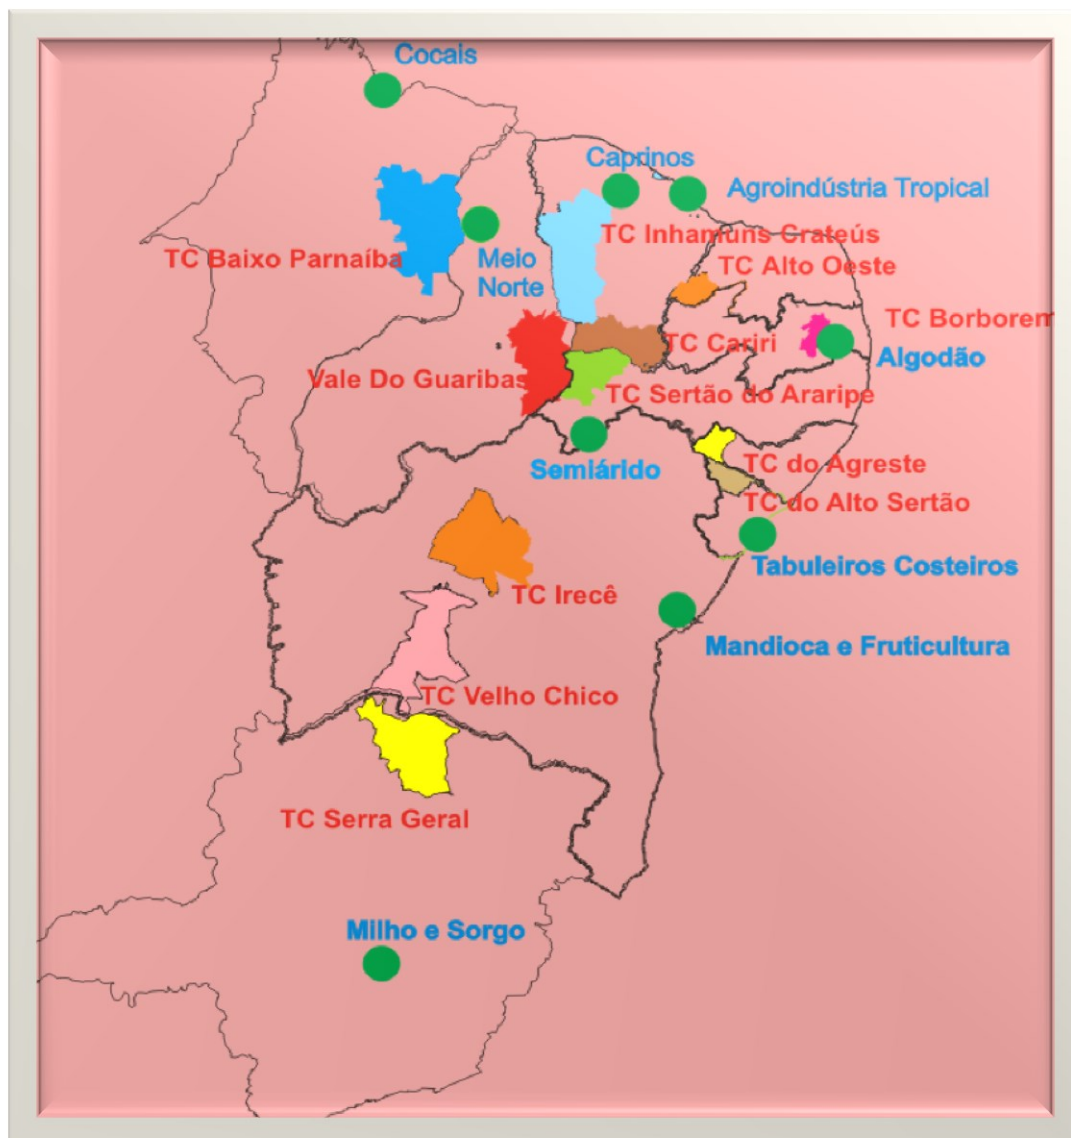 Cocais
Caprinos
Agroindústria Tropical
TC Inhamuns Crateús
TC Baixo Parnaíba
Meio
Norte
TC Alto Oeste
TC Borborem
TC Cariri
Algodão
Vale Do Guaribas
TC Sertão do Araripe
Semiárido
TC do Agreste
TC do Alto Sertão
Tabuleiros Costeiros
TC Irecê
Mandioca e Fruticultura
TC Velho Chico
TC Serra Geral
Milho e Sorgo